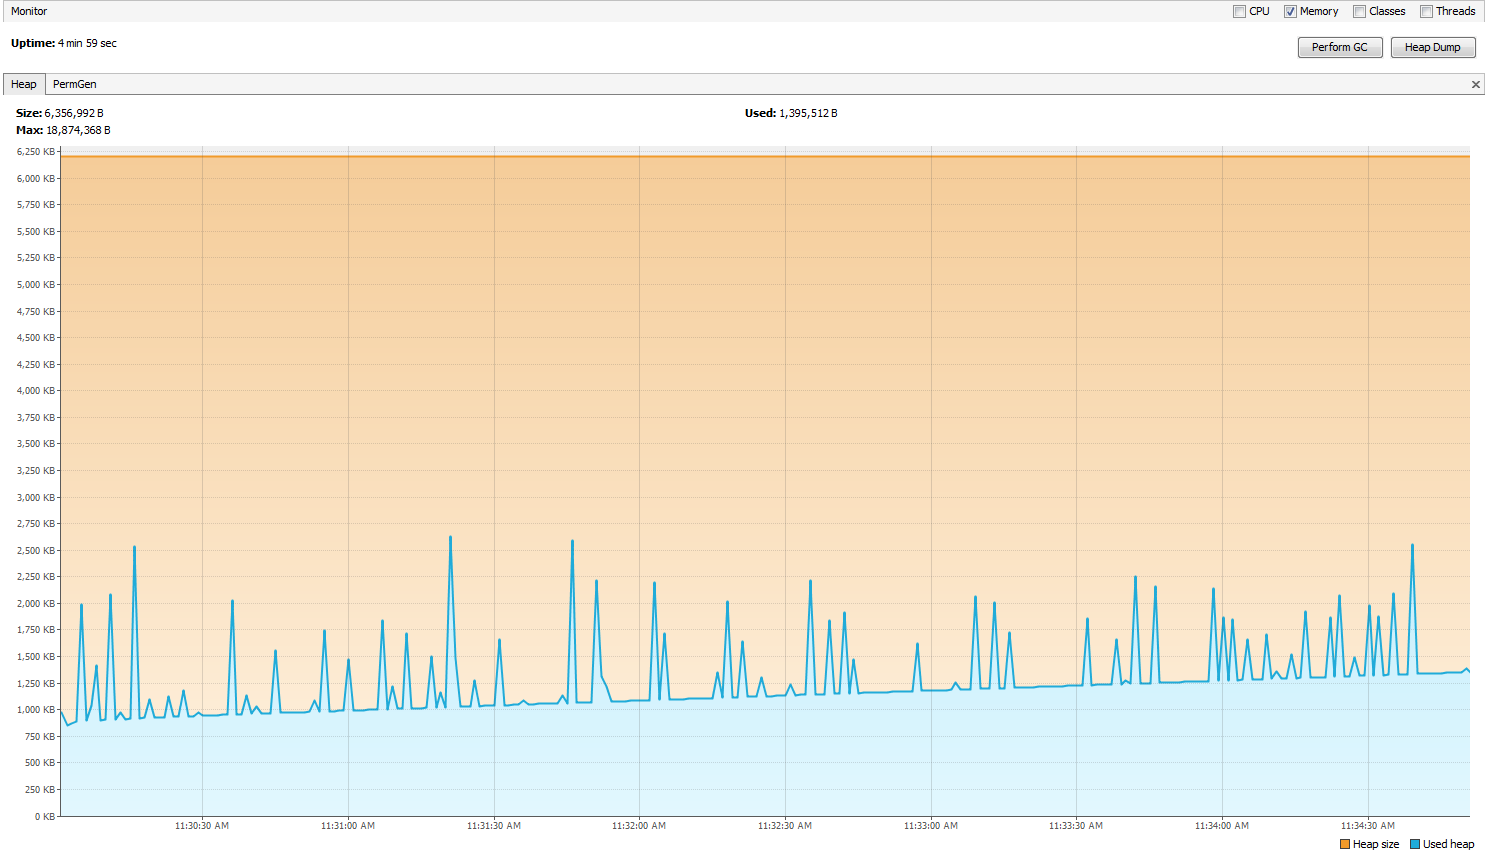 Monitor
CPU Memory Classes Threads
Uptime: 4 min 59 sec
Perform GC Heap Dump
Heap PermGen
Size: 6,356,992 B Used: 1,395,512 B
Max: 18,874,368 B
6,250 KB
6,000 KB
5,750 KB
5,500 KB
5,250 KB
5,000 KB
4,750 KB
4,500 KB
4,250 KB
4,000 KB
3,750 KB
3,500 KB
3,250 KB
3,000 KB
2,750 KB
2,500 KB
2,250 KB
2,000 KB
1,750 KB
1,500 KB
1,250 KB
1,000 KB
750 KB
500 KB
250 KB
0 KB
11:30:30 AM 11:31:00 AM 11:31:30 AM 11:32:00 AM 11:32:30 AM 11:33:00 AM 11:33:30 AM 11:34:00 AM 11:34:30 AM
Heap size Used heap